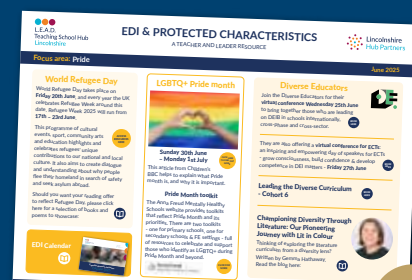 L.E.A.D.
Teaching School Hub
Lincolnshire
EDI & PROTECTED CHARACTERISTICS
A TEACHER AND LEADER RESOURCE
Lincolnshire
Hub Partners
Focus area: Pride
June 2025
World Refugee Day
World Refugee Day takes place on
Friday 20th June, and every year the UK
celebrates Refugee Week around this
date. Refugee Week 2025 will run from
17th - 23rd June.
This programme of cultural
events, sport, community arts
and education highlights and
celebrates refugees' unique
contributions to our national and local
culture. It also aims to create dialogue
and understanding about why people
flee their homeland in search of safety
and seek asylum abroad.
Should you want your feeding offer
to reflect Refugee Day, please click
here for a selection of books and
poems to showcase:
EDI Calendar
LGBTQ+ Pride month
Sunday 30th June
- Monday 1st July
This article from Children's
BBC helps to explain what Pride
month is, and why it is important.
Pride Month toolkit
The Anna Freud Mentally Healthy
Schools website provides toolkits
that reflect Pride Month and its
priorities. There are two toolkits
- one for primary schools, one for
secondary schools & FE settings - full
of resources to celebrate and support
those who identify as LGBTQ+ during
Pride Month and beyond.
Diverse Educators
Join the Diverse Educators for their
virtual conference Wednesday 25th June
to bring together those who are leading
on DEIB in schools internationally,
cross-phase and cross-sector.
They are also offering a virtual conference for ECTs:
an inspiring and empowering day of speakers for ECTs
- grow consciousness, build confidence & develop
competence in DEI matters - Friday 27th June
Leading the Diverse Curriculum
- Cohort 6
Championing Diversity Through
Literature: Our Pioneering
Journey with Lit in Colour
Thinking of exploring the literature
curriculum from a diversity lens?
Written by Gemma Hathaway,
Read the blog here: